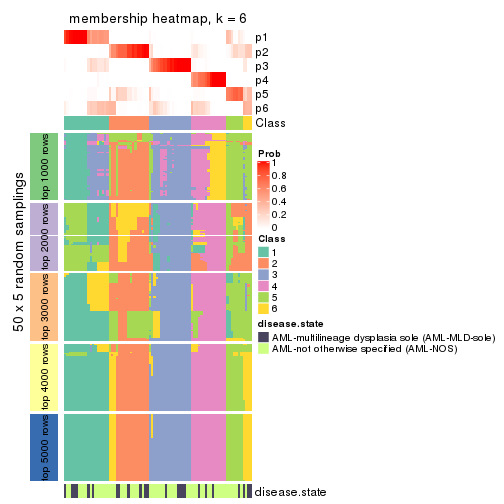 membership heatmap, k = 6
p1
p2
p3
p4
p5
p6
Class
50 x 5 random samplings
top 1000 rows
top 2000 rows
top 3000 rows
top 4000 rows
top 5000 rows
Prob
1
0.8
0.6
0.4
0.2
0
Class
1
2
3
4
5
6
disease.state
AML-multilineage dysplasia sole (AML-MLD-sole)
AML-not otherwise specified (AML-NOS)
disease.state